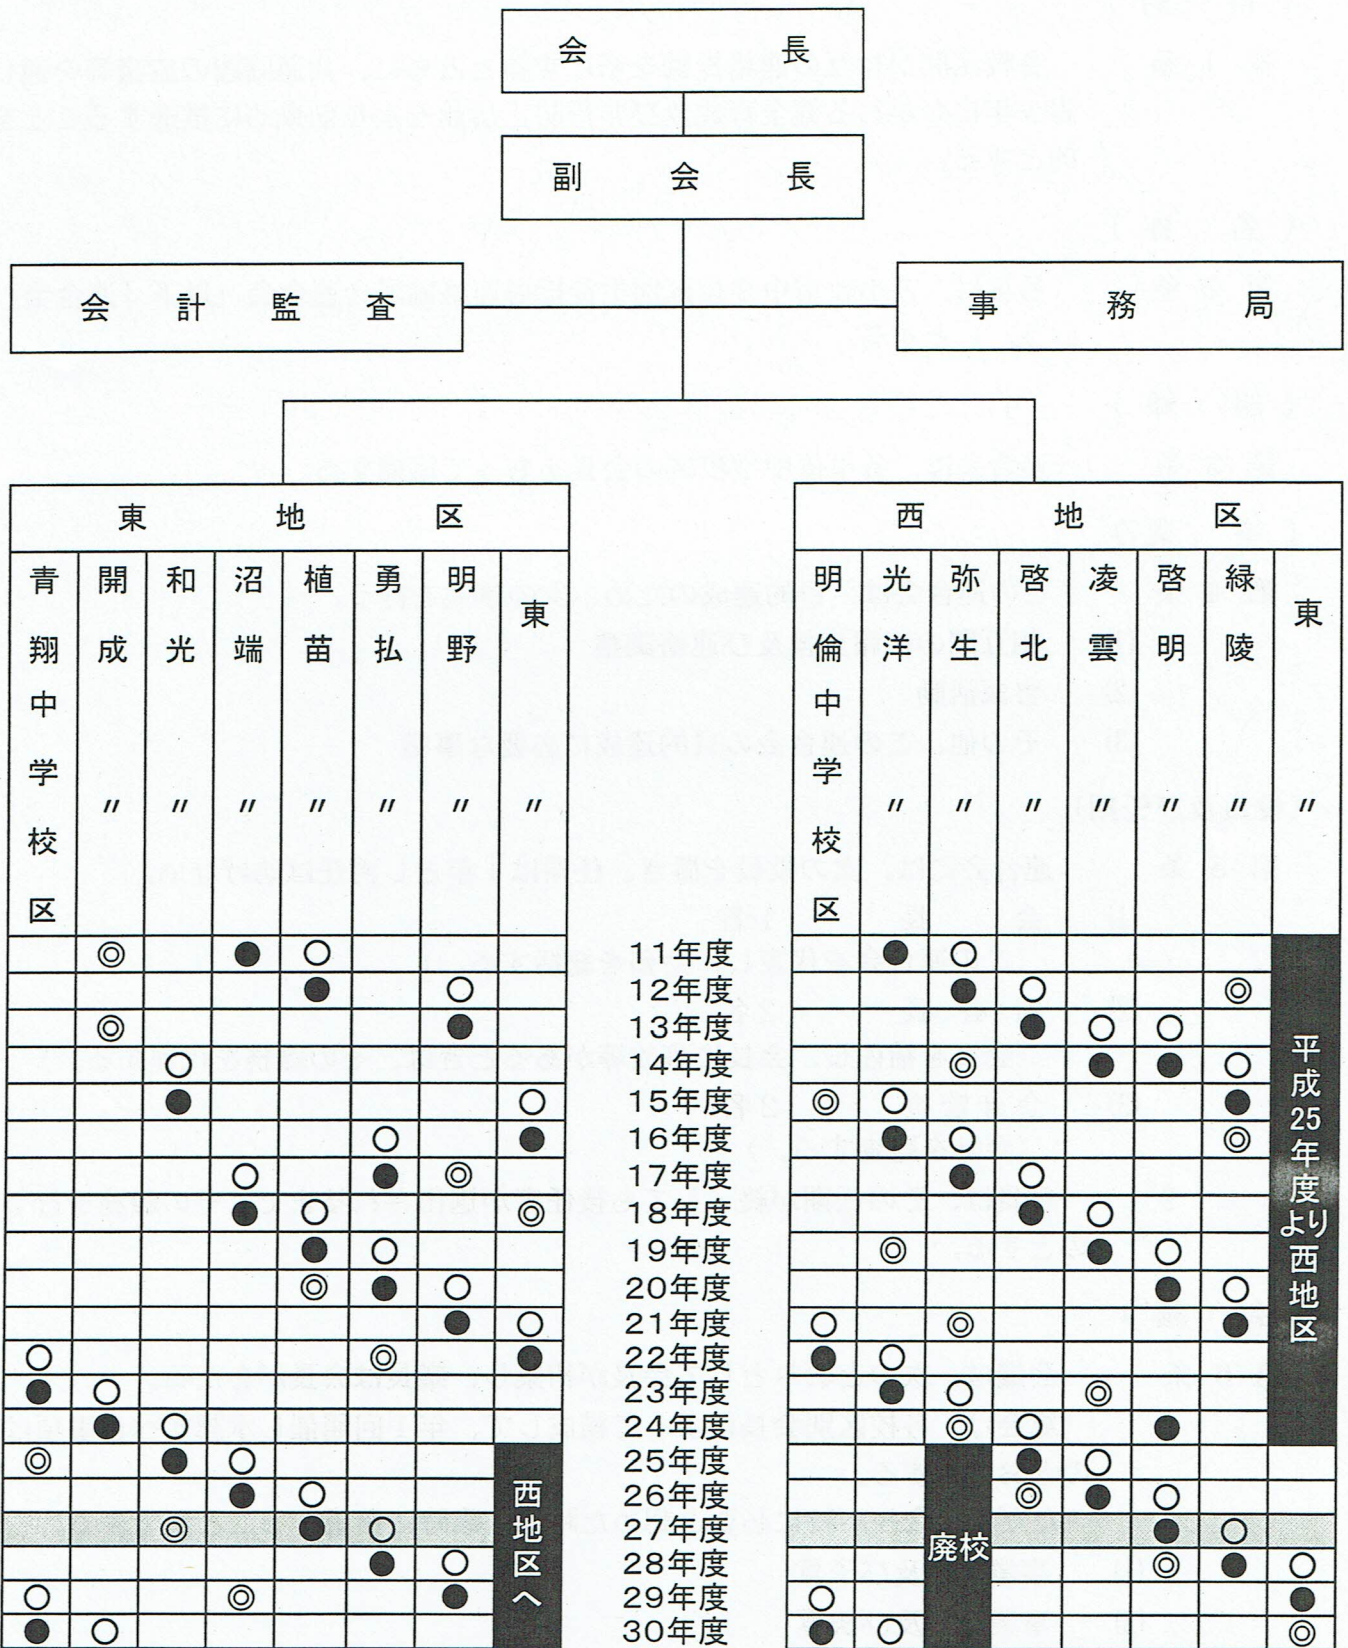 会長
副会長
会計監査
事務局
東地区
西地区
青翔中学校区 開成〃 和光〃 沼端〃 植苗〃 勇払〃 明野〃 東〃
明倫中学校区 光洋〃 弥生〃 啓北〃 凌雲〃 啓明〃 緑陵〃 東〃
◎ ● ○ 11年度 ● ○
● ○ 12年度 ● ○ ◎
◎ ● 13年度 ● ○ ○
○ 14年度 ◎ ● ● ○
● ○ 15年度 ◎ ○ ●
○ ● 16年度 ● ○ ◎
○ ● ◎ 17年度 ● ○
● ○ ◎ 18年度 ● ○
● ○ 19年度 ◎ ● ○
◎ ● ○ 20年度 ● ○
● ○ 21年度 ○ ◎ ●
○ ◎ ● 22年度 ● ○
● ○ 23年度 ● ○ ◎
● ○ 24年度 ◎ ○ ●
◎ ● ○ 25年度 ● ○
● ○ 26年度 ◎ ● ○
◎ ● ○ 27年度 ● ○
● ○ 28年度 ◎ ● ○
○ ◎ ● 29年度 ○ ●
● ○ 30年度 ● ○ ◎
西地区へ
廃校
平成25年度より西地区